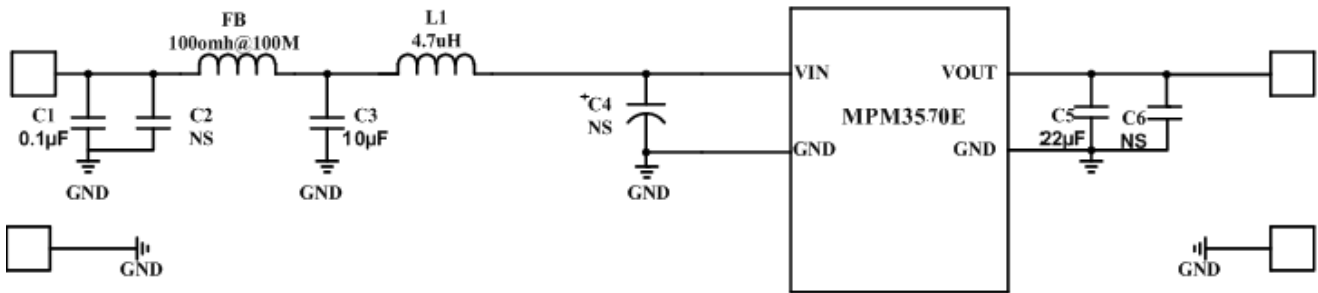 FB
100omh@100M
L1
4.7uH
VIN
VOUT
MPM3570E
C1
0.1µF
C2
NS
C3
10µF
+
C4
NS
GND
GND
C5
22µF
C6
NS
GND
GND
GND
GND
GND